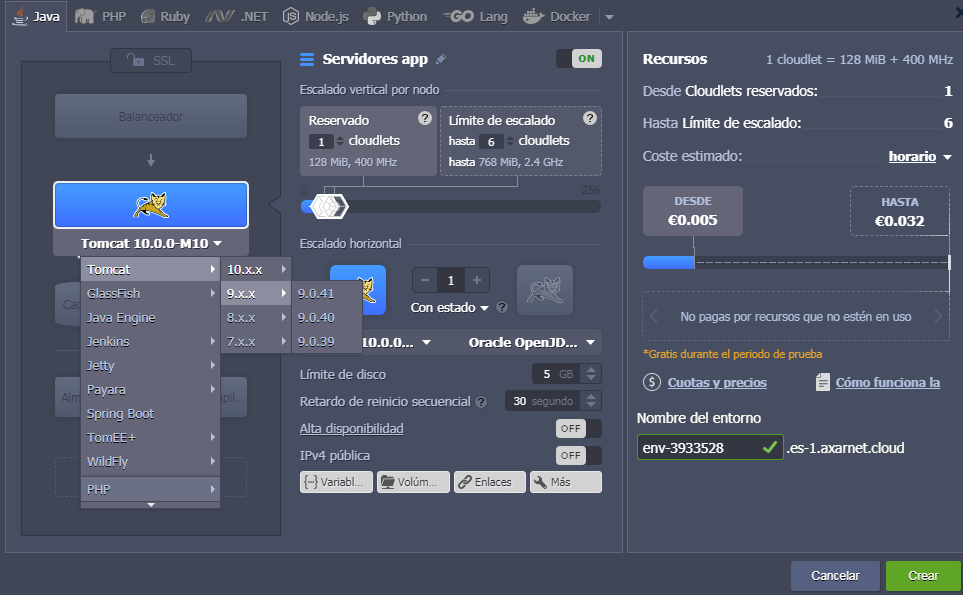 Java PHP Ruby .NET Node.js Python GO Lang Docker
SSL
Balanceador
Tomcat 10.0.0-M10
Tomcat
GlassFish
Java Engine
Jenkins
Jetty
Payara
Spring Boot
TomEE+
WildFly
PHP
10.x.x
9.x.x
8.x.x
7.x.x
9.0.41
9.0.40
9.0.39
Servidores app ON
Escalado vertical por nodo
Reservado ?
1 cloudlets
128 MiB, 400 MHz
Límite de escalado ?
hasta 6 cloudlets
hasta 768 MiB, 2.4 GHz
0 256
Escalado horizontal
1
Con estado ?
10.0.0... Oracle OpenJD...
Límite de disco 5 GB
Retardo de reinicio secuencial ? 30 segundo
Alta disponibilidad OFF
IPv4 pública OFF
Variabl... Volúm... Enlaces Más
Recursos 1 cloudlet = 128 MiB + 400 MHz
Desde Cloudlets reservados: 1
Hasta Límite de escalado: 6
Coste estimado: horario
DESDE
€0.005
HASTA
€0.032
No pagas por recursos que no estén en uso
*Gratis durante el periodo de prueba
$ Cuotas y precios Cómo funciona la
Nombre del entorno
env-3933528 .es-1.axarnet.cloud
Cancelar Crear